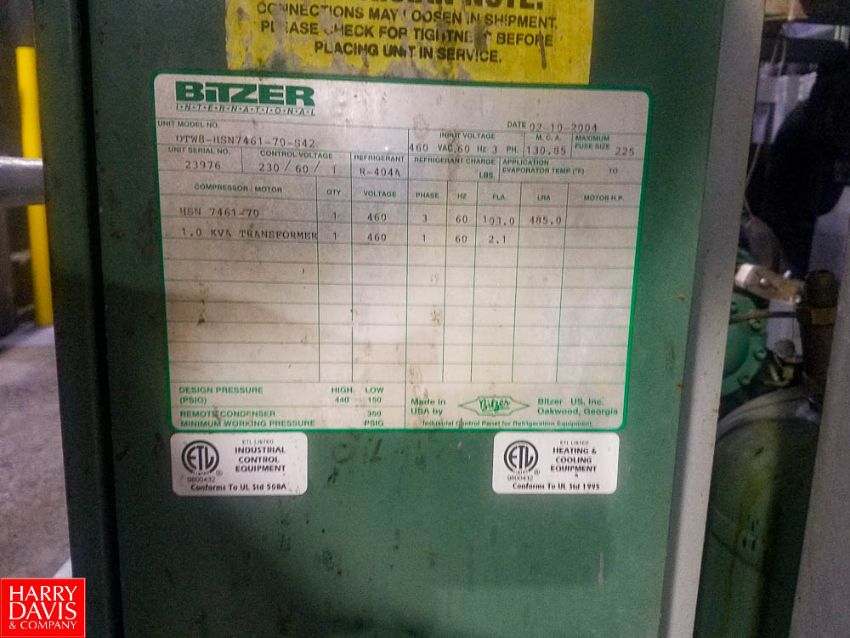 CONNECTIONS MAY LOOSEN IN SHIPMENT.
PLEASE CHECK FOR TIGHTNESS BEFORE
PLACING UNIT IN SERVICE.
BITZER
INTERNATIONAL
DATE 02-10-2004
UNIT MODEL NO. INPUT VOLTAGE M.C.A. MAXIMUM FUSE SIZE
DTW8-HSN7461-70-S42 460 VAC 60 HZ 3 PH. 130.85 225
UNIT SERIAL NO. CONTROL VOLTAGE REFRIGERANT REFRIGERANT CHARGE APPLICATION
23976 230/60/1 R-404A LBS EVAPORATOR TEMP (°F) TO
COMPRESSOR / MOTOR QTY VOLTAGE PHASE HZ FLA LRA MOTOR H.P.
HSN 7461-70 1 460 3 60 103.0 485.0
1.0 KVA TRANSFORMER 1 460 1 60 2.1
DESIGN PRESSURE HIGH LOW
(PSIG) 440 150
REMOTE CONDENSER 350
MINIMUM WORKING PRESSURE PSIG
Made in USA by Bitzer Bitzer US, Inc.
Oakwood, Georgia
Industrial Control Panel for Refrigeration Equipment.
ETL LISTED
INDUSTRIAL
CONTROL
EQUIPMENT
ETL
9800432
Conforms To UL Std 508A
ETL LISTED
HEATING &
COOLING
EQUIPMENT
ETL
9800432
Conforms To UL Std 1995
HARRY
DAVIS
& COMPANY